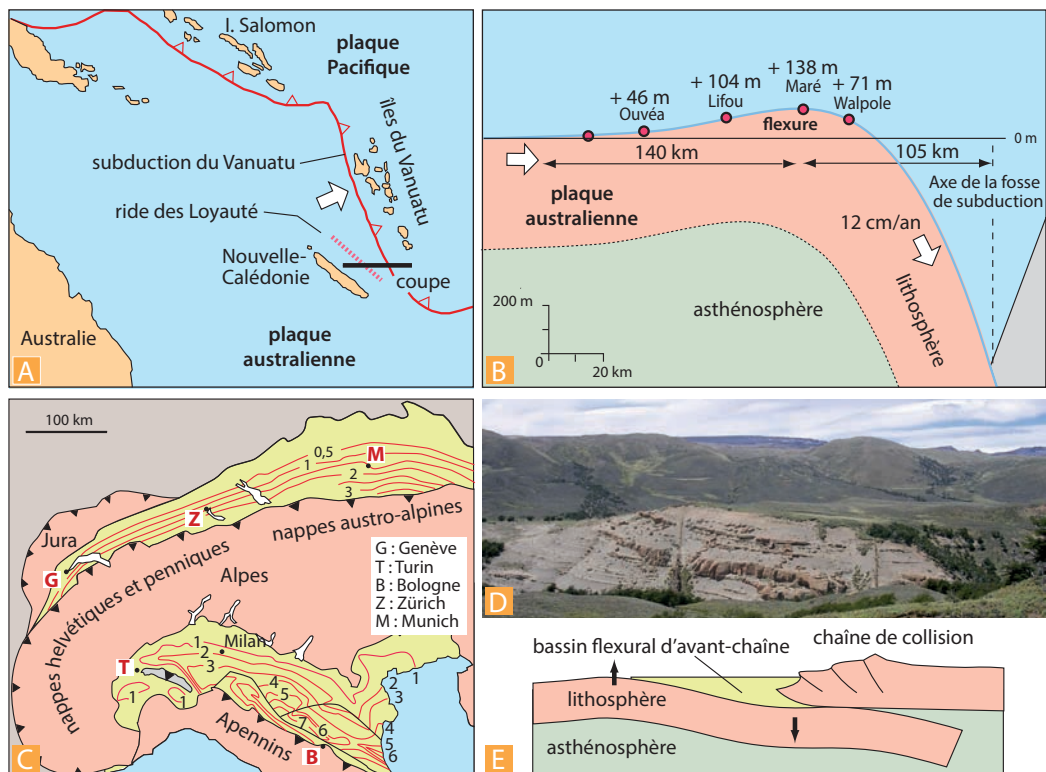 I. Salomon
plaque
Pacifique
îles du Vanuatu
subduction du Vanuatu
ride des Loyauté
Nouvelle-
Calédonie
coupe
Australie
plaque
australienne
A
+ 138 m
Maré
+ 104 m
Lifou
+ 71 m
Walpole
+ 46 m
Ouvéa
flexure
0 m
140 km
105 km
plaque
australienne
Axe de la fosse
de subduction
12 cm/an
lithosphère
asthénosphère
200 m
0
20 km
B
100 km
0,5
1
2
3
M
Z
G
Jura
nappes austro-alpines
nappes helvétiques et penniques
Alpes
G : Genève
T : Turin
B : Bologne
Z : Zürich
M : Munich
1
2
3
Milan
T
1
1
4
5
7
6
1
2
3
4
5
6
Apennins
B
C
D
bassin flexural d'avant-chaîne
chaîne de collision
lithosphère
asthénosphère
E